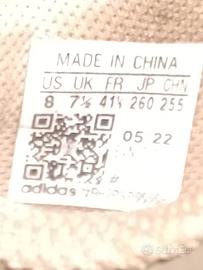 MADE IN CHINA
US UK FR JP CHN
8 7½ 41⅓ 260 255
05 22
adidas
#